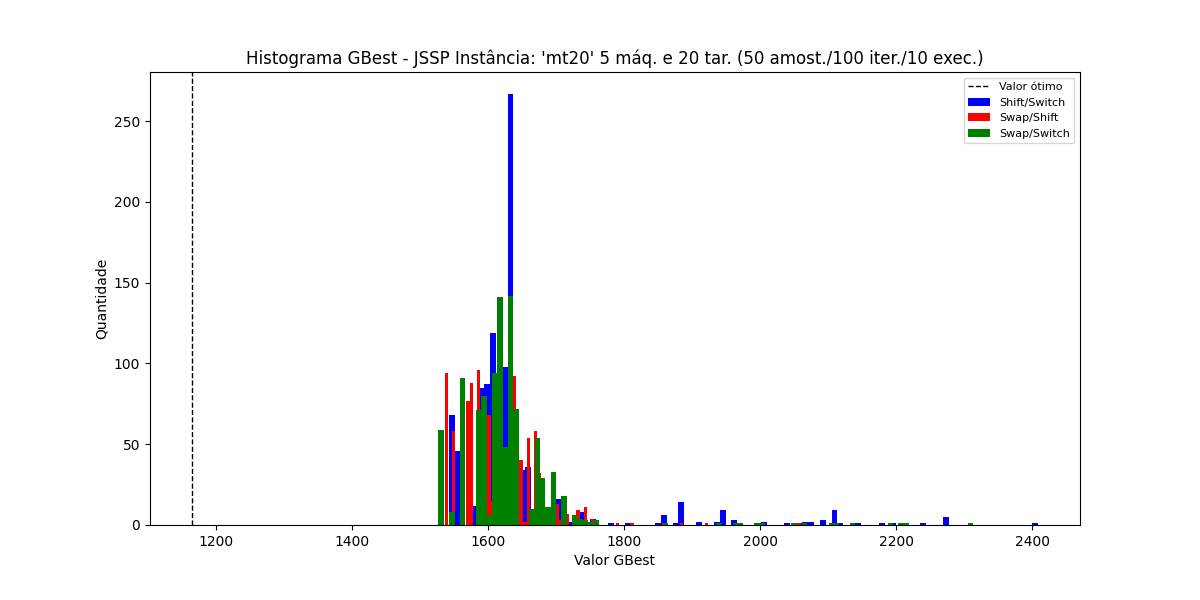 Histograma GBest - JSSP Instância: 'mt20' 5 máq. e 20 tar. (50 amost./100 iter./10 exec.)
Valor ótimo
Shift/Switch
Swap/Shift
Swap/Switch
Quantidade
250
200
150
100
50
0
1200 1400 1600 1800 2000 2200 2400
Valor GBest